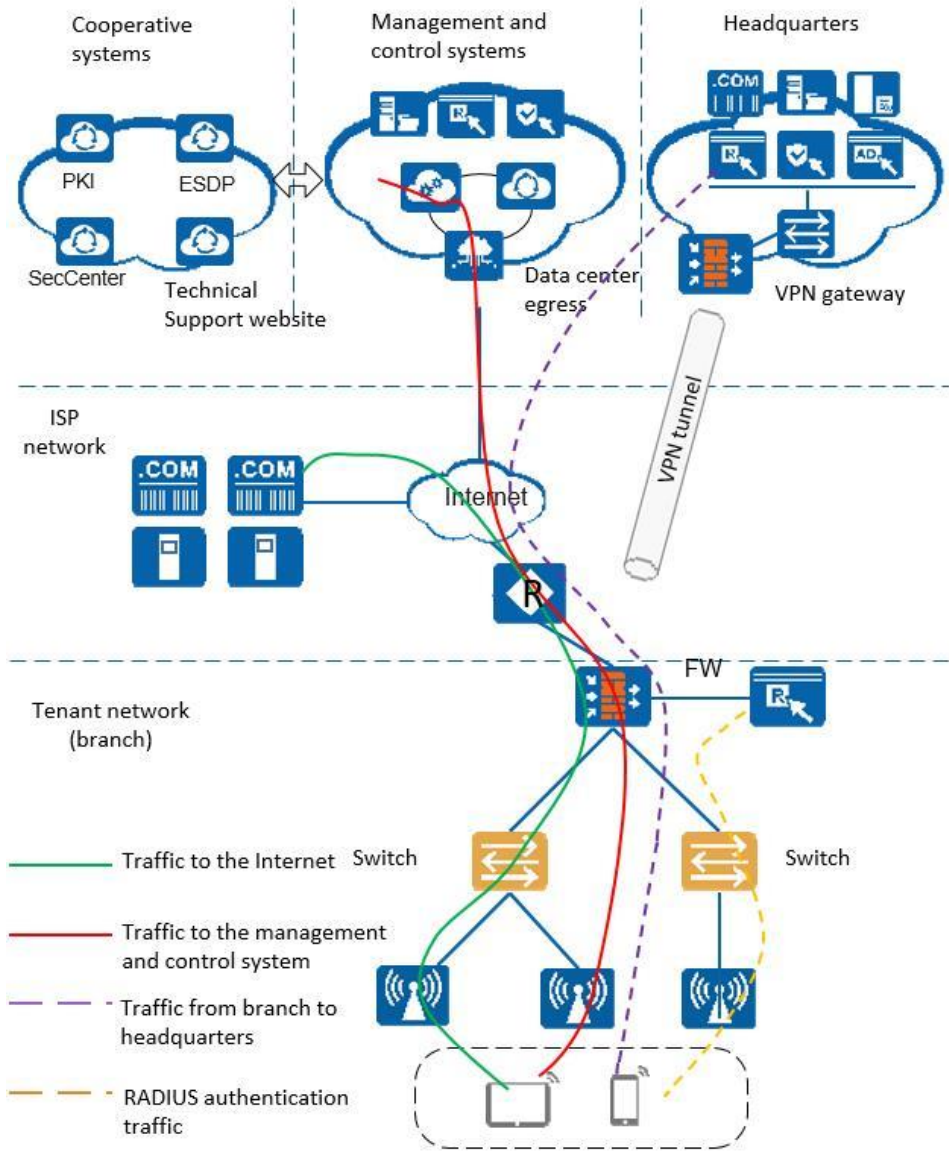 Cooperative
systems
Management and
control systems
Headquarters
.COM
R
R
AD
PKI
ESDP
SecCenter
Technical
Support website
Data center
egress
VPN gateway
VPN tunnel
ISP
network
.COM
.COM
Internet
R
FW
R
Tenant network
(branch)
Traffic to the Internet
Switch
Switch
Traffic to the management
and control system
Traffic from branch to
headquarters
RADIUS authentication
traffic